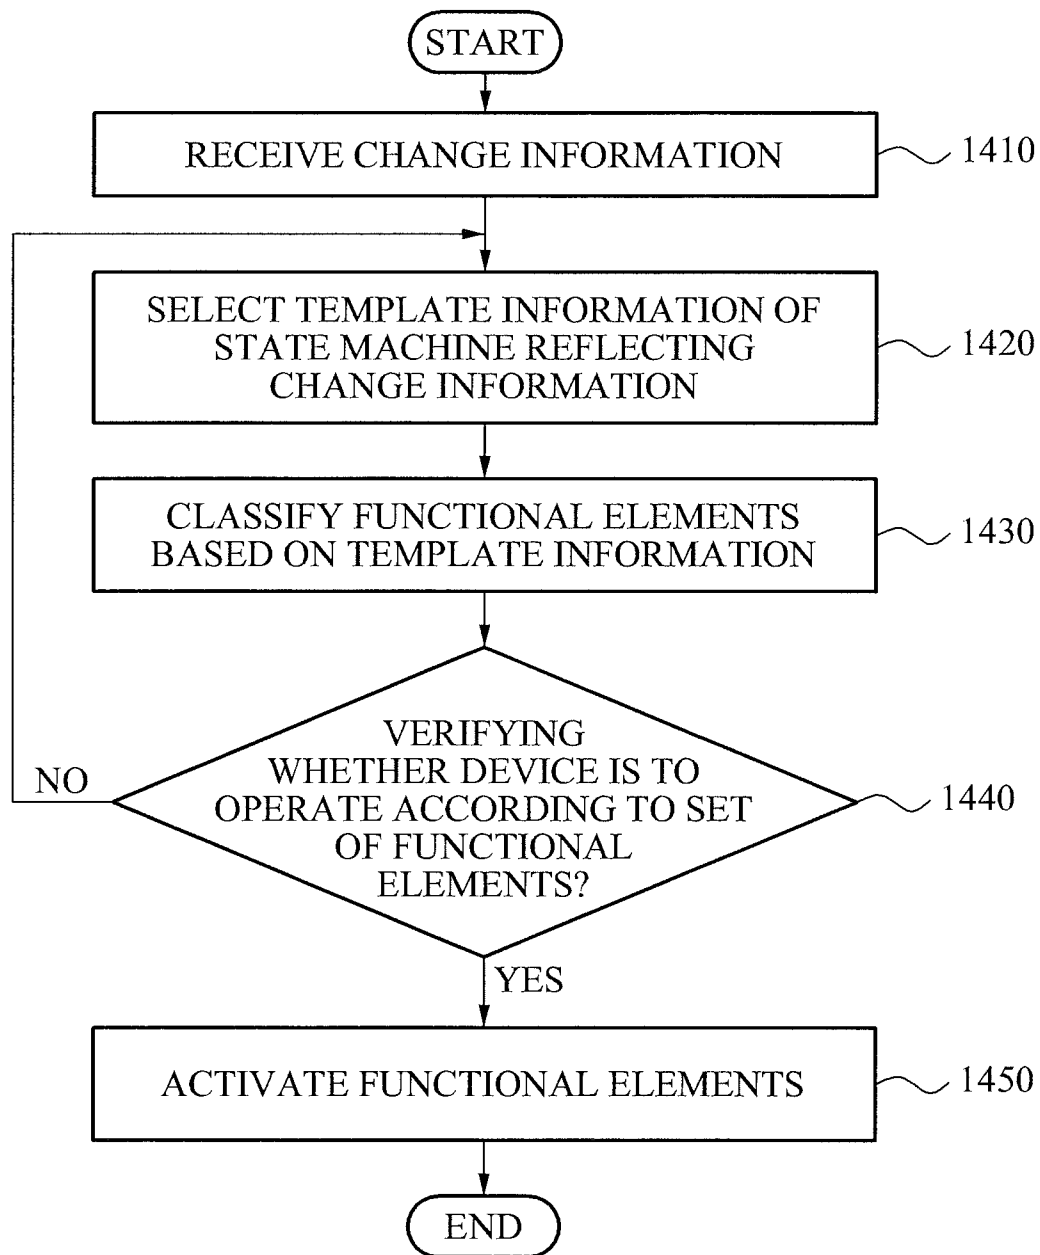 START
RECEIVE CHANGE INFORMATION
1410
SELECT TEMPLATE INFORMATION OF
STATE MACHINE REFLECTING
CHANGE INFORMATION
1420
CLASSIFY FUNCTIONAL ELEMENTS
BASED ON TEMPLATE INFORMATION
1430
VERIFYING
WHETHER DEVICE IS TO
OPERATE ACCORDING TO SET
OF FUNCTIONAL
ELEMENTS?
1440
NO
YES
ACTIVATE FUNCTIONAL ELEMENTS
1450
END